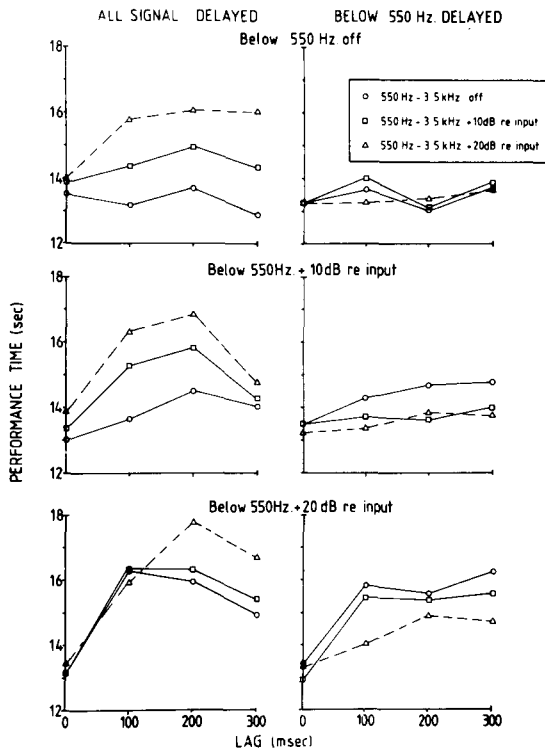 ALL SIGNAL DELAYED
BELOW 550 Hz. DELAYED
Below 550 Hz. off
18
16
14
12
○ 550 Hz - 3 5 kHz off
□ 550 Hz - 3 5 kHz +10dB re input
△ 550 Hz - 3 5 kHz +20dB re input
Below 550Hz. + 10dB re input
18
16
14
12
PERFORMANCE TIME (sec)
Below 550Hz. + 20 dB re input
18
16
14
12
0 100 200 300
0 100 200 300
LAG (msec)